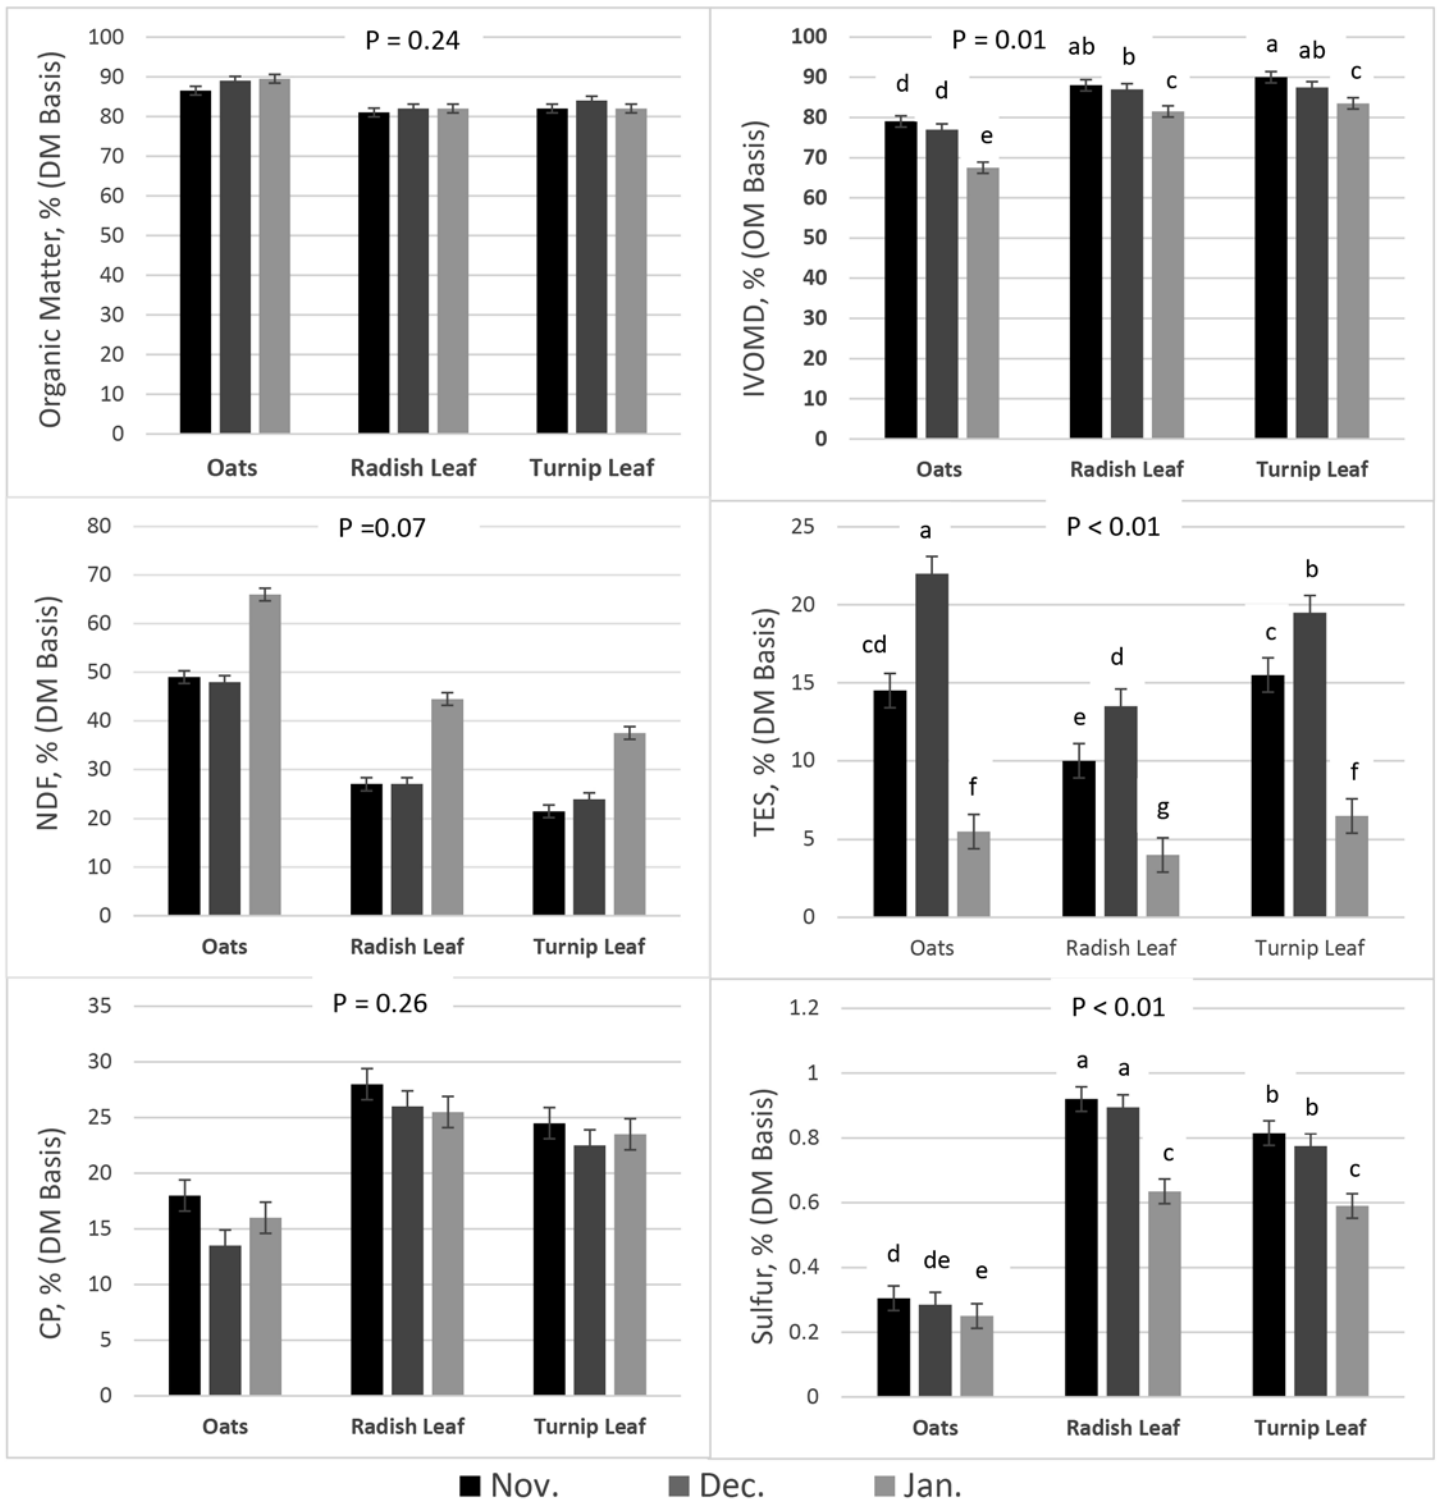 P = 0.24
Organic Matter, % (DM Basis)
100
90
80
70
60
50
40
30
20
10
0
Oats Radish Leaf Turnip Leaf
P = 0.01
IVOMD, % (OM Basis)
100
90
80
70
60
50
40
30
20
10
0
d d e ab b c a ab c
Oats Radish Leaf Turnip Leaf
P =0.07
NDF, % (DM Basis)
80
70
60
50
40
30
20
10
0
Oats Radish Leaf Turnip Leaf
P < 0.01
TES, % (DM Basis)
25
20
15
10
5
0
cd a f e d g c b f
Oats Radish Leaf Turnip Leaf
P = 0.26
CP, % (DM Basis)
35
30
25
20
15
10
5
0
Oats Radish Leaf Turnip Leaf
P < 0.01
Sulfur, % (DM Basis)
1.2
1
0.8
0.6
0.4
0.2
0
d de e a a c b b c
Oats Radish Leaf Turnip Leaf
Nov. Dec. Jan.